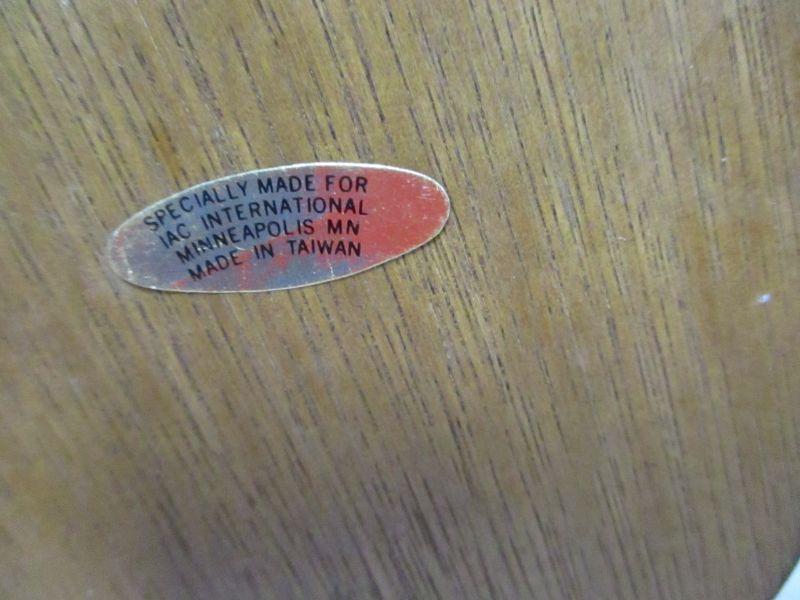 SPECIALLY MADE FOR
IAC INTERNATIONAL
MINNEAPOLIS MN
MADE IN TAIWAN